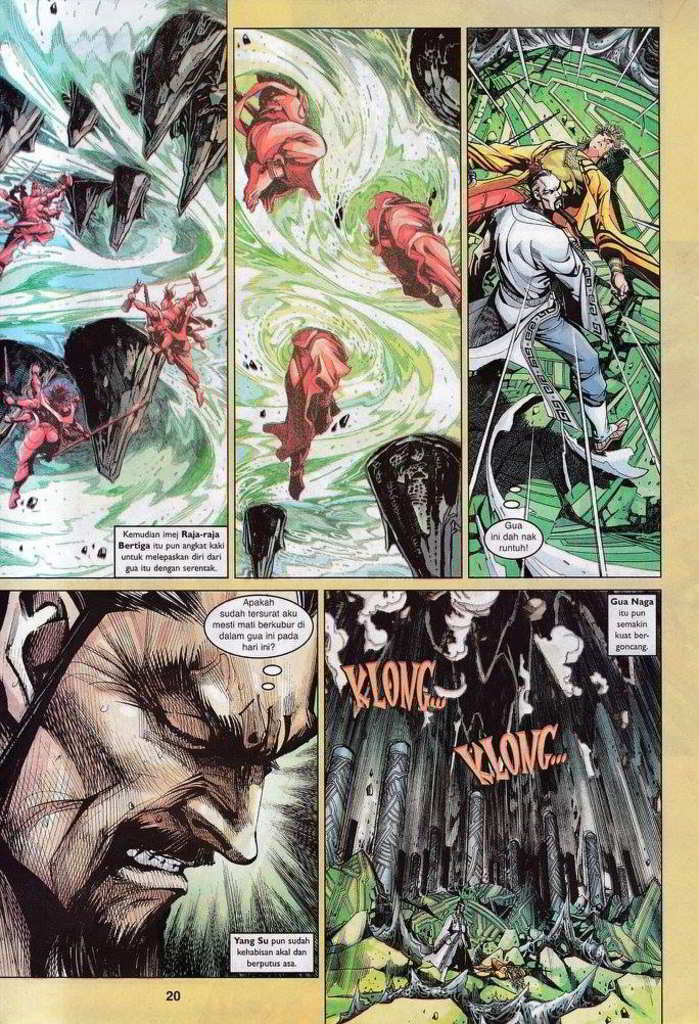 Kemudian imej Raja-raja
Bertiga itu pun angkat kaki
untuk melepaskan diri dari
gua itu dengan serentak.
Gua
ini dah nak
runtuh!
Apakah
sudah tersurat aku
mesti mati berkubur di
dalam gua ini pada
hari ini?
Yang Su pun sudah
kehabisan akal dan
berputus asa.
Gua Naga
itu pun
semakin
kuat ber-
goncang.
KLONG...
KLONG...
20